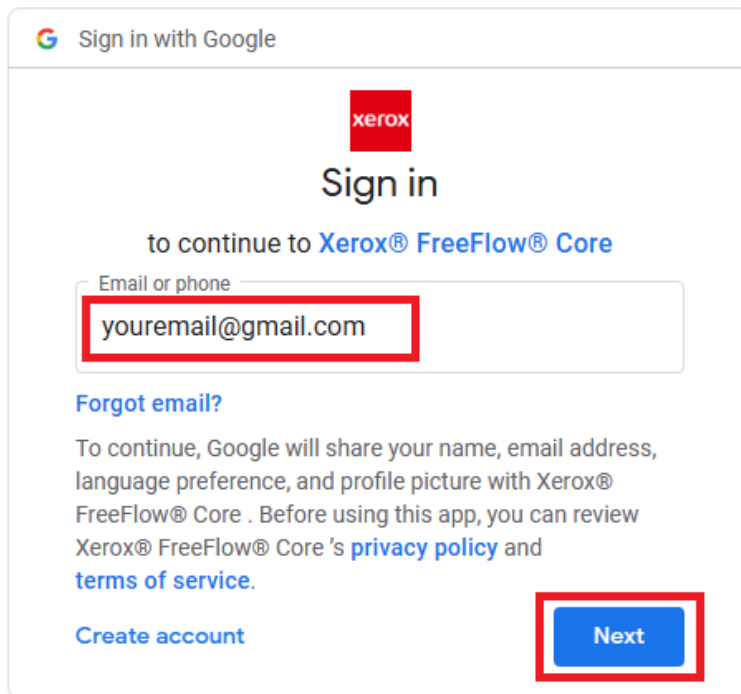 Sign in with Google
xerox
Sign in
to continue to Xerox® FreeFlow® Core
Email or phone
youremail@gmail.com
Forgot email?
To continue, Google will share your name, email address,
language preference, and profile picture with Xerox®
FreeFlow® Core . Before using this app, you can review
Xerox® FreeFlow® Core 's privacy policy and
terms of service.
Create account
Next